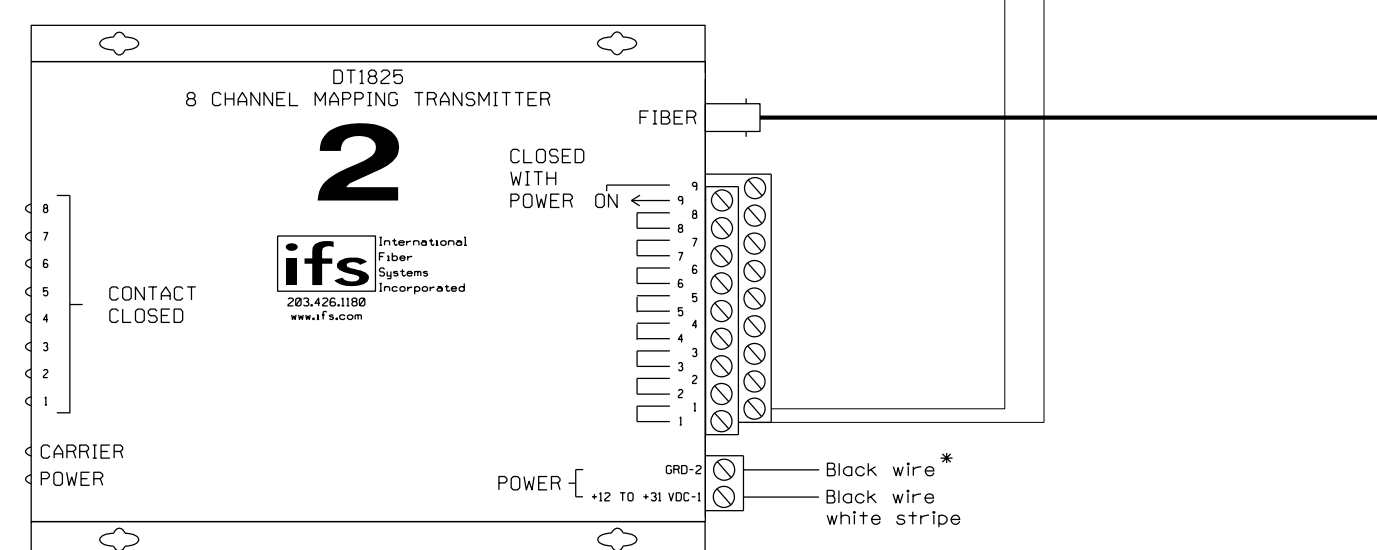 DT1825
8 CHANNEL MAPPING TRANSMITTER
2
FIBER
CLOSED
WITH
POWER ON
9
9
8
8
7
7
6
6
5
5
4
4
3
3
2
2
1
1
ifs
International
Fiber
Systems
Incorporated
203.426.1180
www.ifs.com
8
7
6
5
4
3
2
1
CONTACT
CLOSED
CARRIER
POWER
POWER
GRD-2
+12 TO +31 VDC-1
Black wire*
Black wire
white stripe